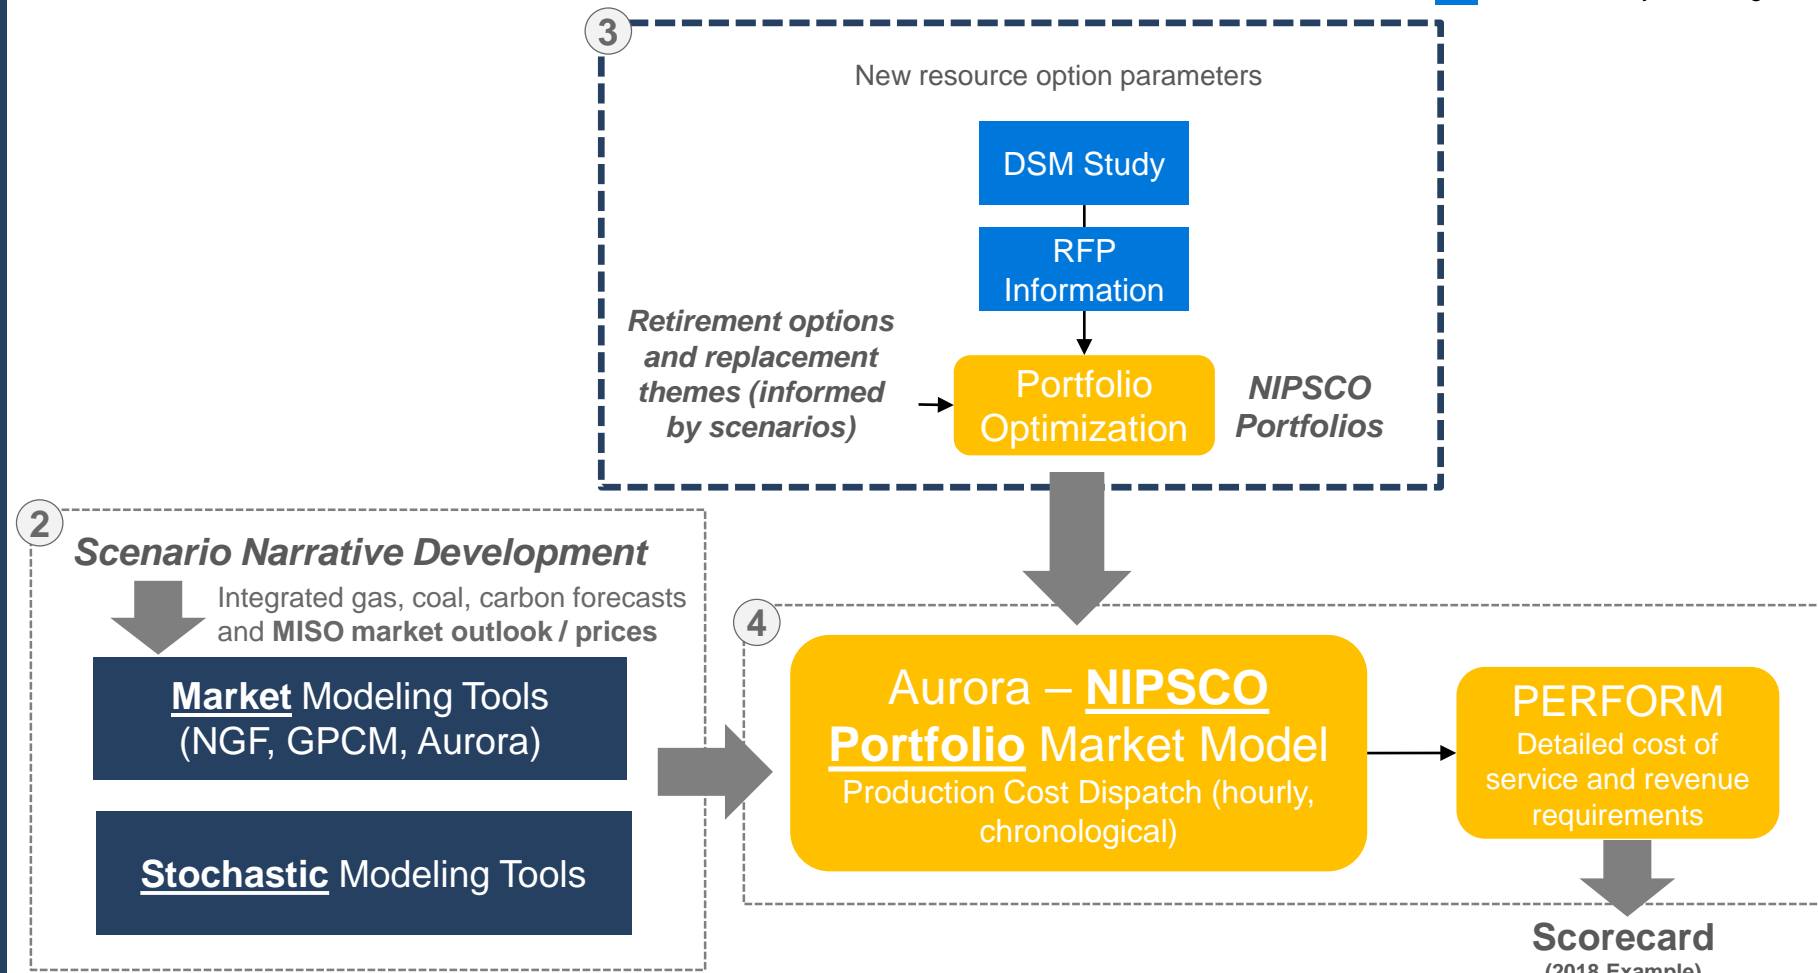 3
New resource option parameters
DSM Study
RFP
Information
Retirement options
and replacement
themes (informed
by scenarios)
Portfolio
Optimization
NIPSCO
Portfolios
2
Scenario Narrative Development
Integrated gas, coal, carbon forecasts
and MISO market outlook / prices
Market Modeling Tools
(NGF, GPCM, Aurora)
Stochastic Modeling Tools
4
Aurora – NIPSCO
Portfolio Market Model
Production Cost Dispatch (hourly,
chronological)
PERFORM
Detailed cost of
service and revenue
requirements
Scorecard
(2018 Example)